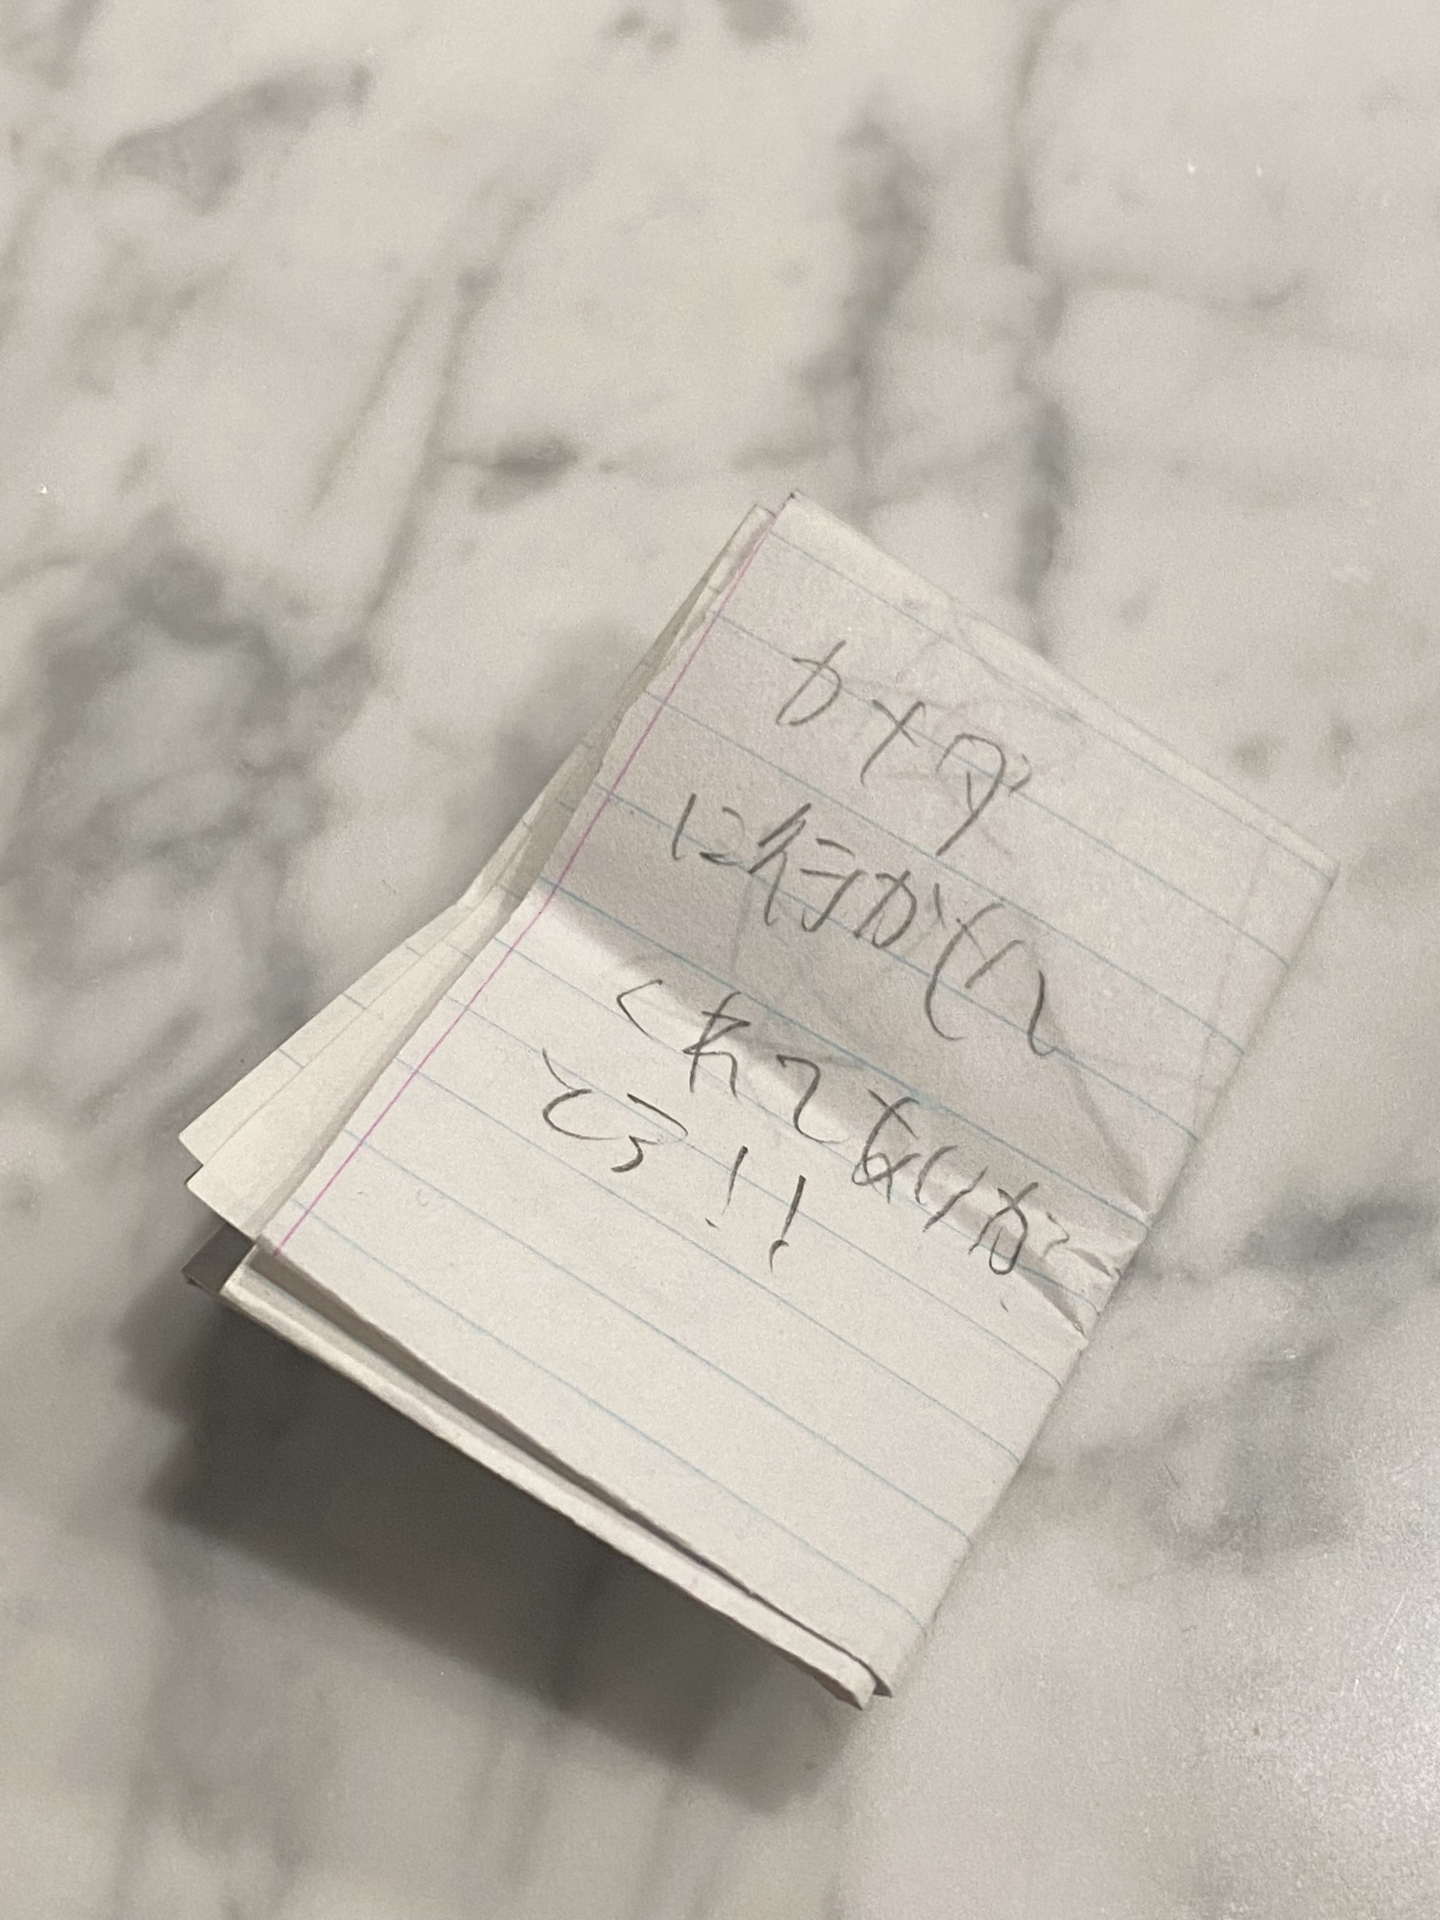 カナダ
に行かせて
くれてありが
とう!!